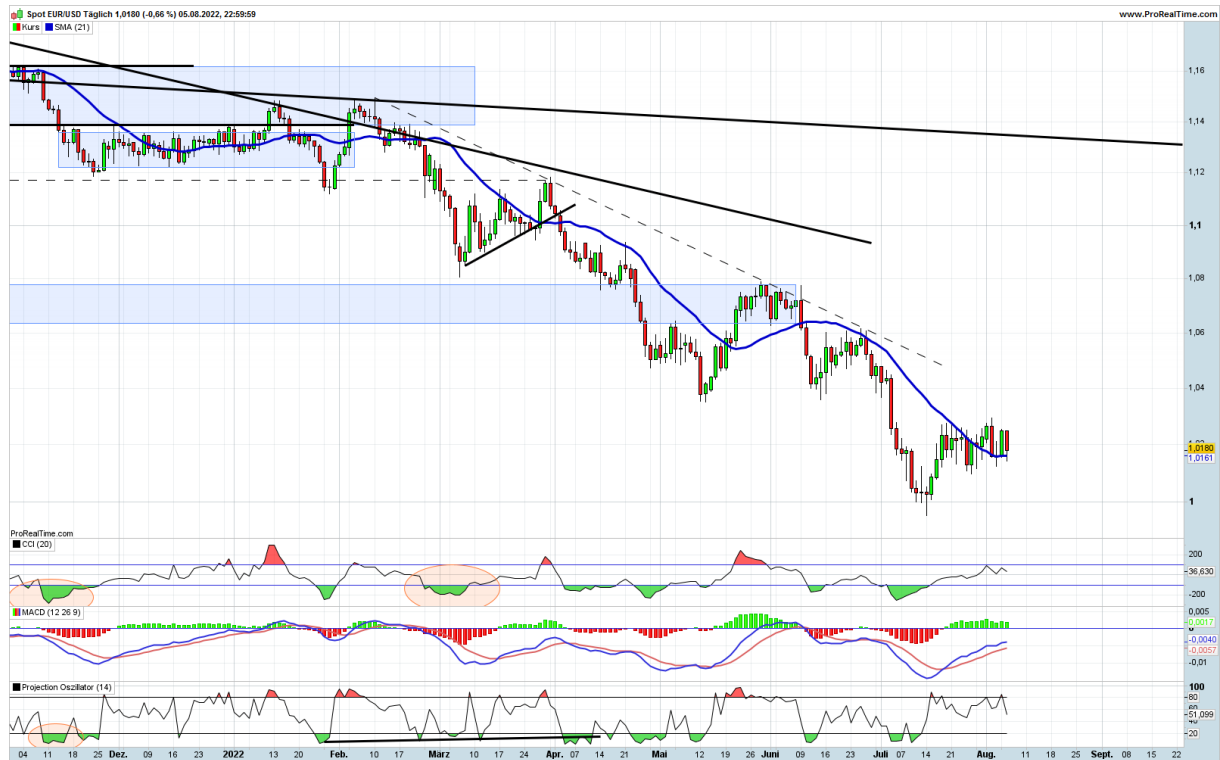 Spot EUR/USD Täglich 1,0180 (-0,66 %) 05.08.2022, 22:59:59
www.ProRealTime.com
Kurs SMA (21)
1,16
1,14
1,12
1,1
1,08
1,06
1,04
1,0180
1,0161
1
ProRealTime.com
CCI (20)
200
36,630
-200
MACD (12 26 9)
0,005
0,0017
0
-0,0040
-0,0057
-0,01
Projection Oszillator (14)
100
80
51,099
20
04 11 18 25 Dez. 09 16 23 2022 13 20 Feb. 10 17 März 10 17 24 Apr. 07 14 21 Mai 12 19 26 Juni 09 16 23 Juli 07 14 21 Aug. 11 18 25 Sept. 08 15 22